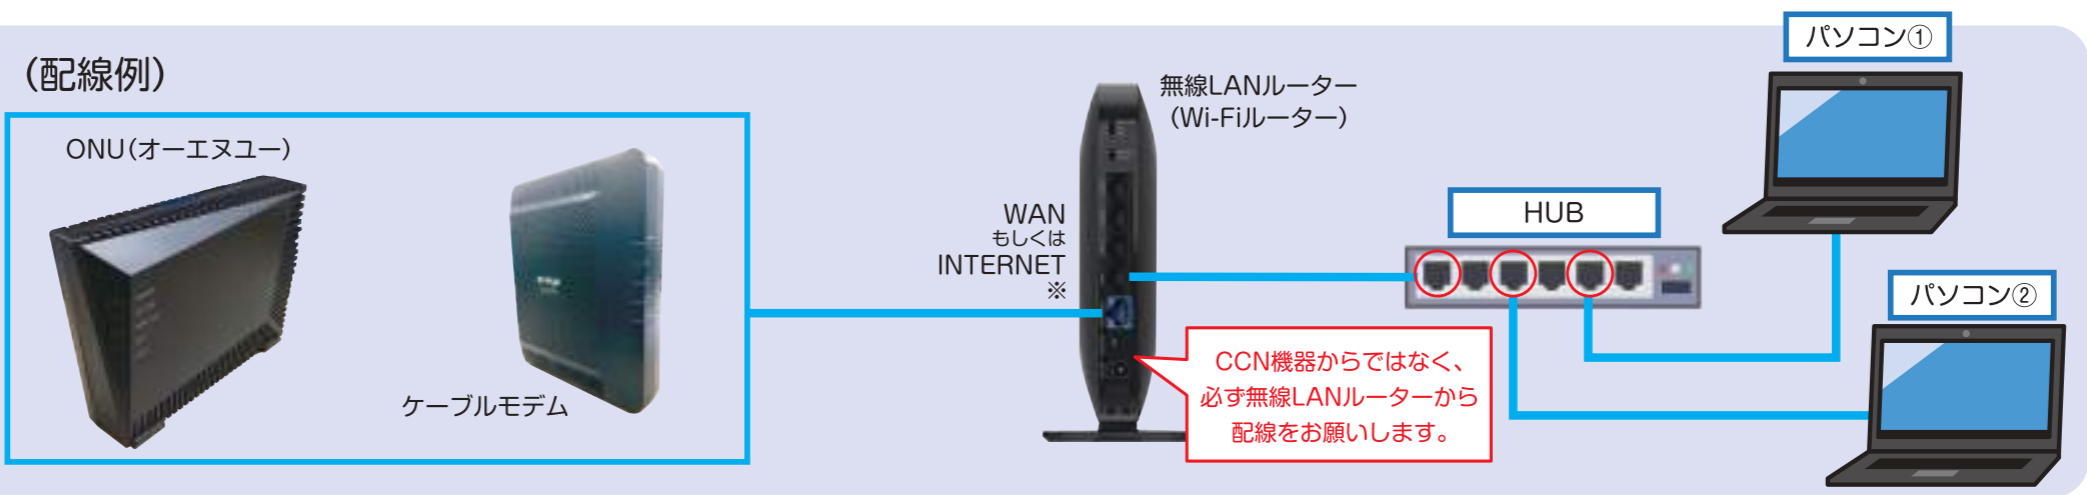 (配線例)
ONU(オーエヌユー)
ケーブルモデム
無線LANルーター
(Wi-Fiルーター)
WAN
もしくは
INTERNET
※
CCN機器からではなく、
必ず無線LANルーターから
配線をお願いします。
HUB
パソコン①
パソコン②